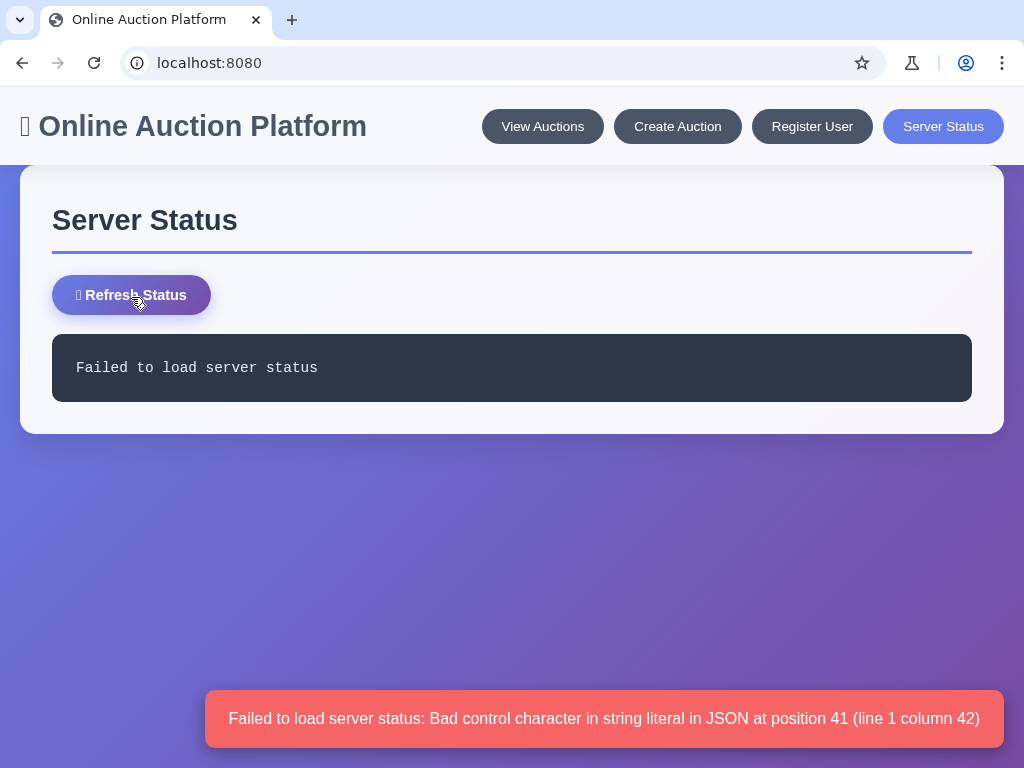 Online Auction Platform
localhost:8080
Online Auction Platform
View Auctions
Create Auction
Register User
Server Status
Server Status
Refresh Status
Failed to load server status
Failed to load server status: Bad control character in string literal in JSON at position 41 (line 1 column 42)